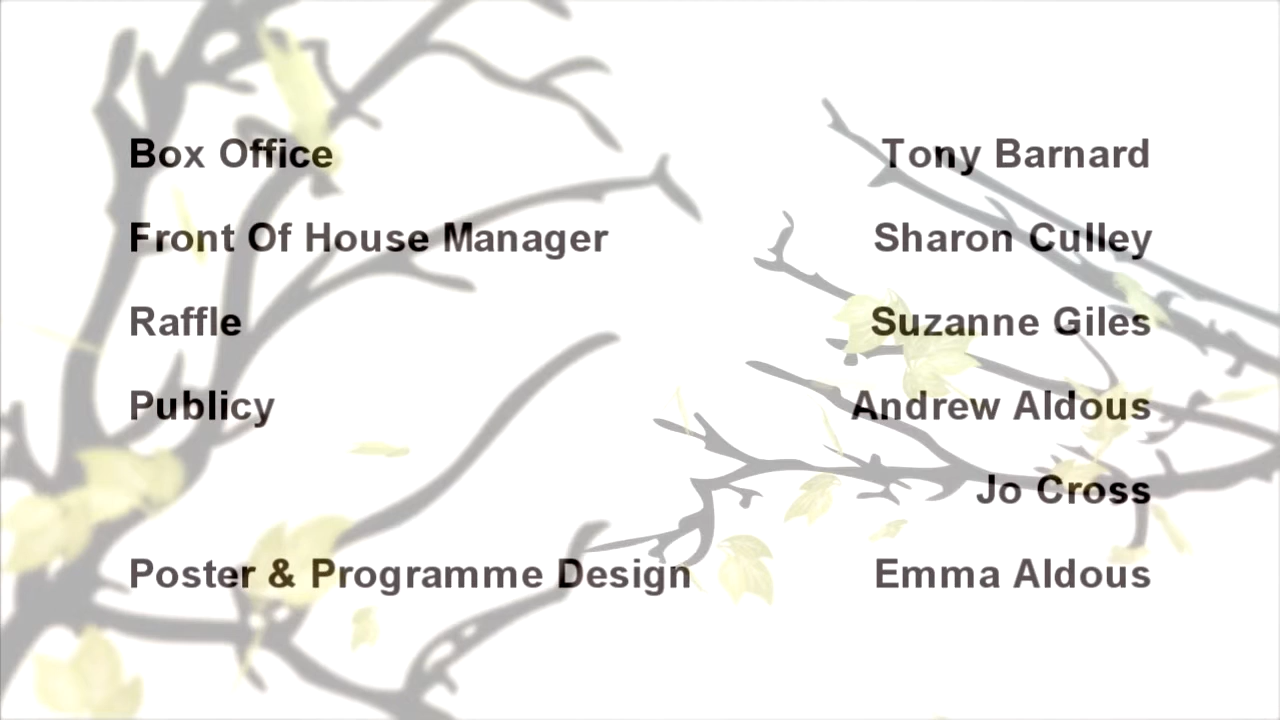 Box Office Tony Barnard
Front Of House Manager Sharon Culley
Raffle Suzanne Giles
Publicy Andrew Aldous
Jo Cross
Poster & Programme Design Emma Aldous